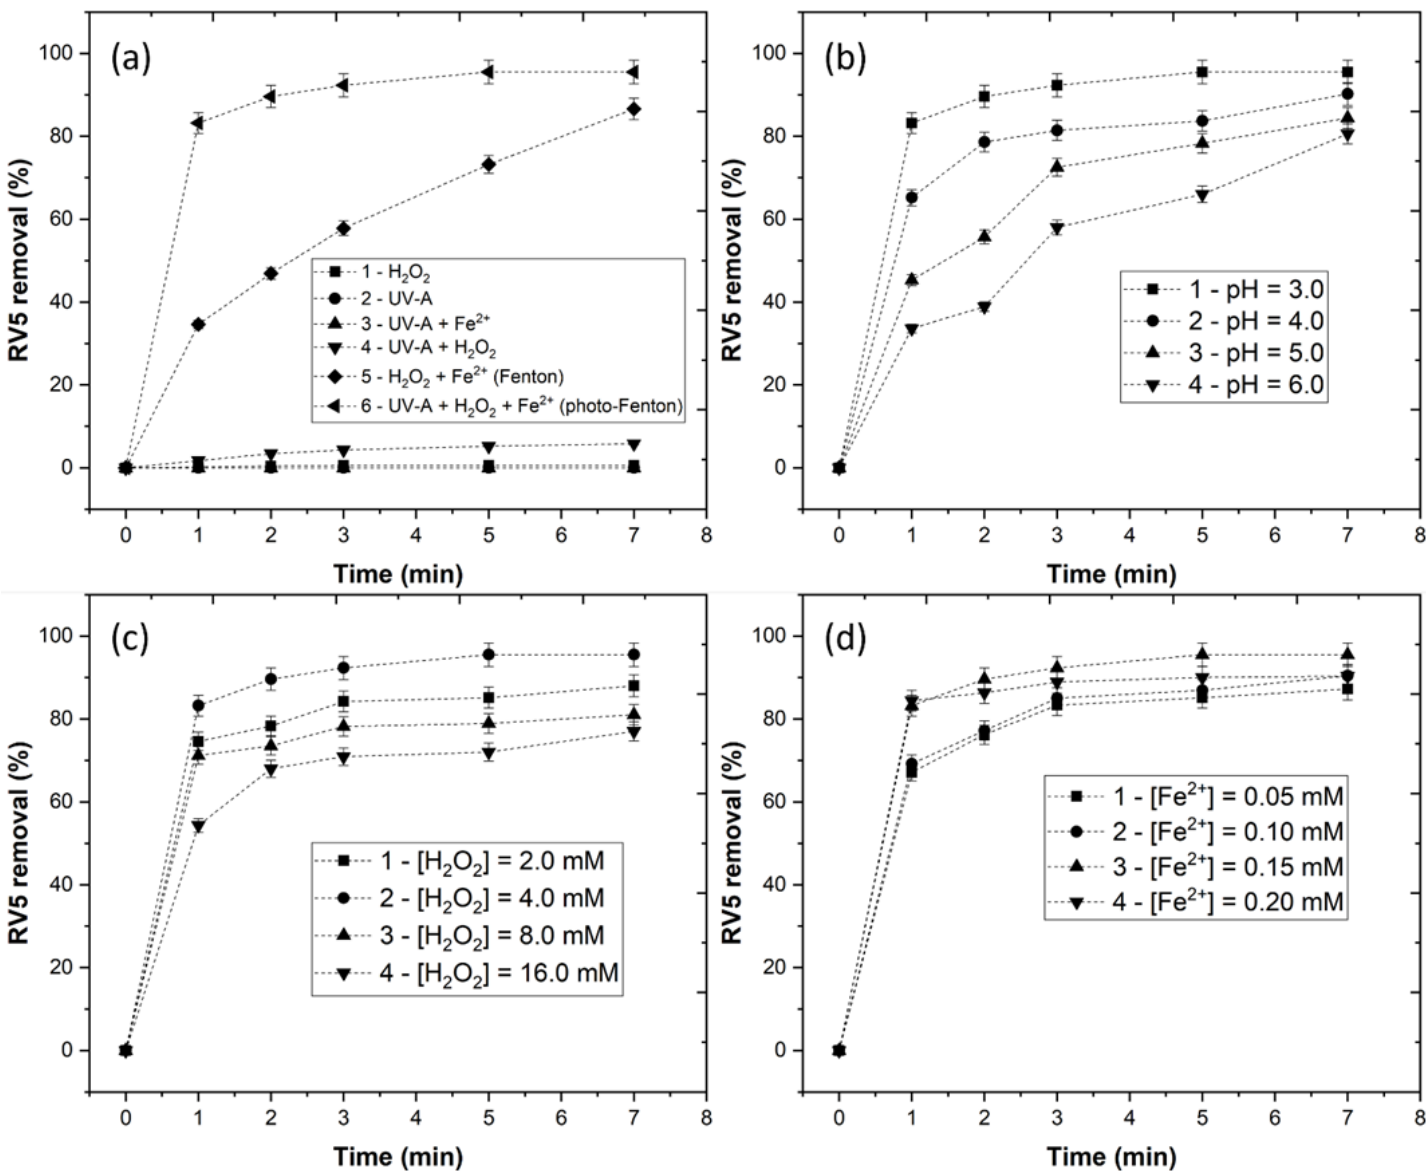 (a)
RV5 removal (%)
100
80
60
40
20
0
1 - H₂O₂
2 - UV-A
3 - UV-A + Fe²⁺
4 - UV-A + H₂O₂
5 - H₂O₂ + Fe²⁺ (Fenton)
6 - UV-A + H₂O₂ + Fe²⁺ (photo-Fenton)
0 1 2 3 4 5 6 7 8
Time (min)
(b)
RV5 removal (%)
100
80
60
40
20
0
1 - pH = 3.0
2 - pH = 4.0
3 - pH = 5.0
4 - pH = 6.0
0 1 2 3 4 5 6 7 8
Time (min)
(c)
RV5 removal (%)
100
80
60
40
20
0
1 - [H₂O₂] = 2.0 mM
2 - [H₂O₂] = 4.0 mM
3 - [H₂O₂] = 8.0 mM
4 - [H₂O₂] = 16.0 mM
0 1 2 3 4 5 6 7 8
Time (min)
(d)
RV5 removal (%)
100
80
60
40
20
0
1 - [Fe²⁺] = 0.05 mM
2 - [Fe²⁺] = 0.10 mM
3 - [Fe²⁺] = 0.15 mM
4 - [Fe²⁺] = 0.20 mM
0 1 2 3 4 5 6 7 8
Time (min)